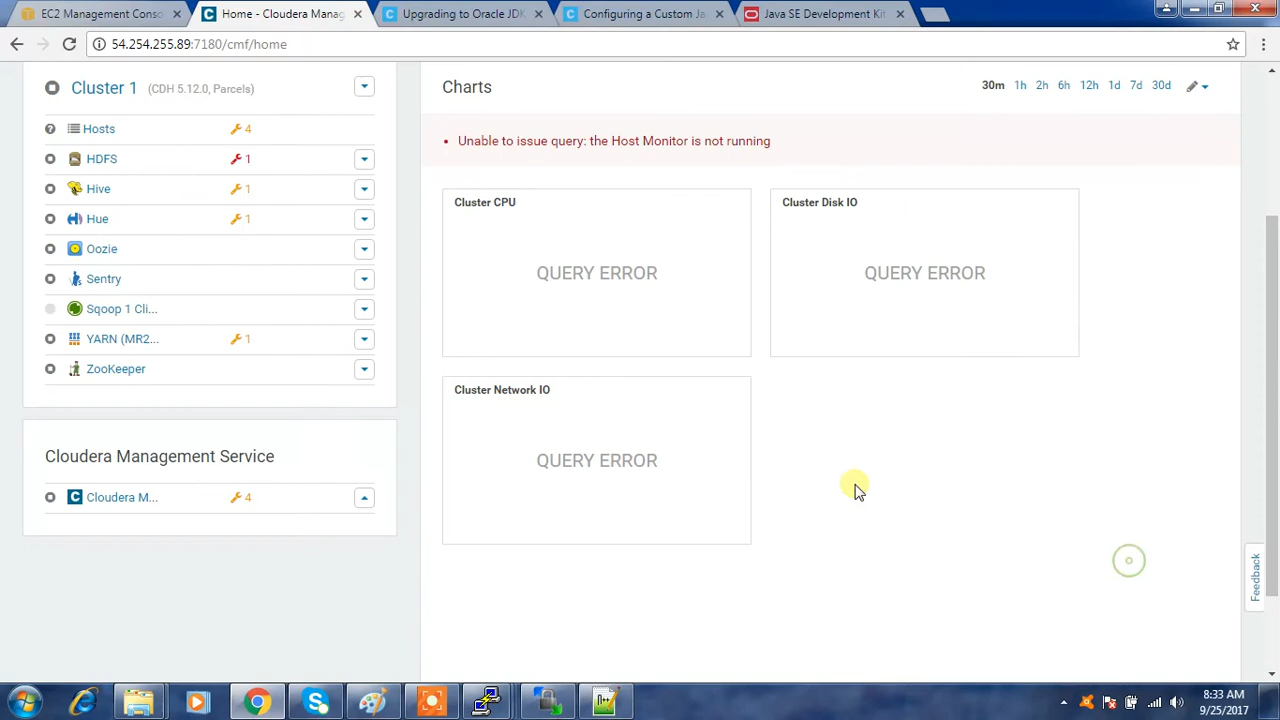 EC2 Management Conso
Home - Cloudera Manag
Upgrading to Oracle JDK
Configuring a Custom Ja
Java SE Development Kit
54.254.255.89:7180/cmf/home
Cluster 1 (CDH 5.12.0, Parcels)
Hosts 4
HDFS 1
Hive 1
Hue 1
Oozie
Sentry
Sqoop 1 Cli...
YARN (MR2... 1
ZooKeeper
Cloudera Management Service
Cloudera M... 4
Charts
30m 1h 2h 6h 12h 1d 7d 30d
Unable to issue query: the Host Monitor is not running
Cluster CPU
QUERY ERROR
Cluster Disk IO
QUERY ERROR
Cluster Network IO
QUERY ERROR
Feedback
8:33 AM
9/25/2017